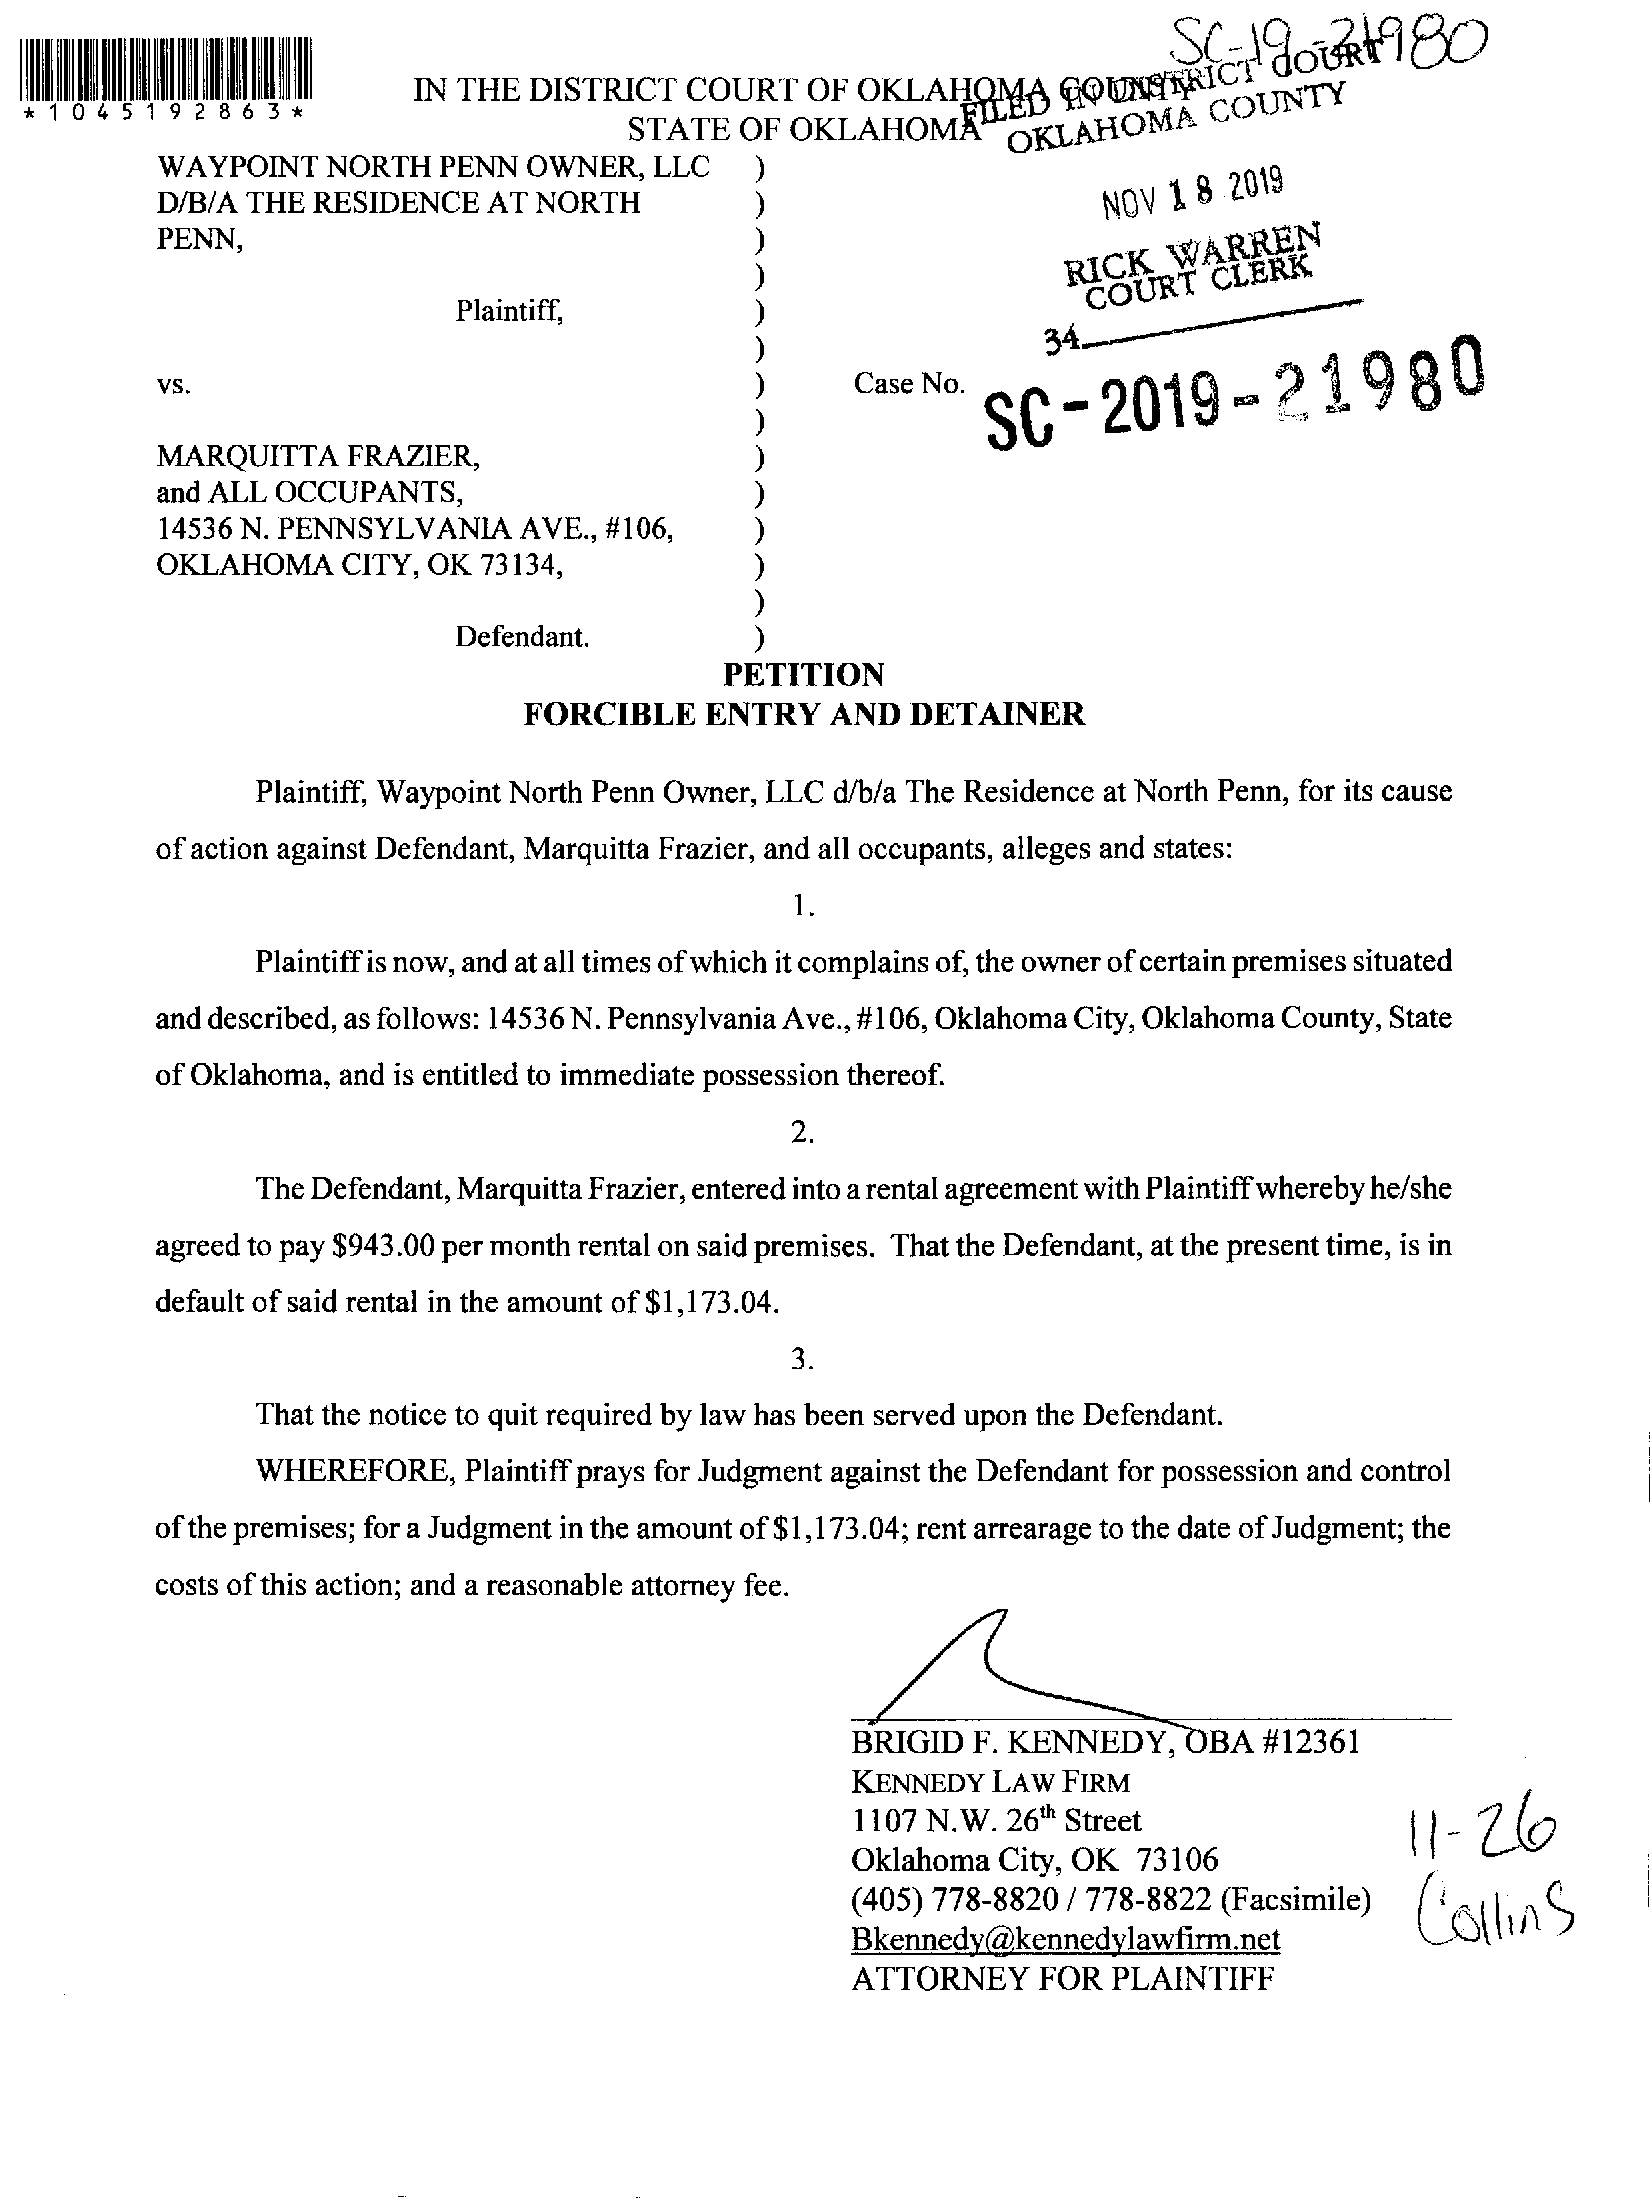 SC-19-21980
*1045192863*
IN THE DISTRICT COURT OF OKLAHOMA COUNTY
STATE OF OKLAHOMA
FILED IN DISTRICT COURT
OKLAHOMA COUNTY
NOV 18 2019
RICK WARREN
COURT CLERK
34
WAYPOINT NORTH PENN OWNER, LLC )
D/B/A THE RESIDENCE AT NORTH )
PENN, )
)
Plaintiff, )
)
vs. ) Case No. SC-2019-21980
)
MARQUITTA FRAZIER, )
and ALL OCCUPANTS, )
14536 N. PENNSYLVANIA AVE., #106, )
OKLAHOMA CITY, OK 73134, )
)
Defendant. )
PETITION
FORCIBLE ENTRY AND DETAINER
Plaintiff, Waypoint North Penn Owner, LLC d/b/a The Residence at North Penn, for its cause
of action against Defendant, Marquitta Frazier, and all occupants, alleges and states:
1.
Plaintiff is now, and at all times of which it complains of, the owner of certain premises situated
and described, as follows: 14536 N. Pennsylvania Ave., #106, Oklahoma City, Oklahoma County, State
of Oklahoma, and is entitled to immediate possession thereof.
2.
The Defendant, Marquitta Frazier, entered into a rental agreement with Plaintiff whereby he/she
agreed to pay $943.00 per month rental on said premises. That the Defendant, at the present time, is in
default of said rental in the amount of $1,173.04.
3.
That the notice to quit required by law has been served upon the Defendant.
WHEREFORE, Plaintiff prays for Judgment against the Defendant for possession and control
of the premises; for a Judgment in the amount of $1,173.04; rent arrearage to the date of Judgment; the
costs of this action; and a reasonable attorney fee.
BRIGID F. KENNEDY, OBA #12361
KENNEDY LAW FIRM
1107 N.W. 26th Street
Oklahoma City, OK 73106
(405) 778-8820 / 778-8822 (Facsimile)
Bkennedy@kennedylawfirm.net
ATTORNEY FOR PLAINTIFF
11-26
Collins